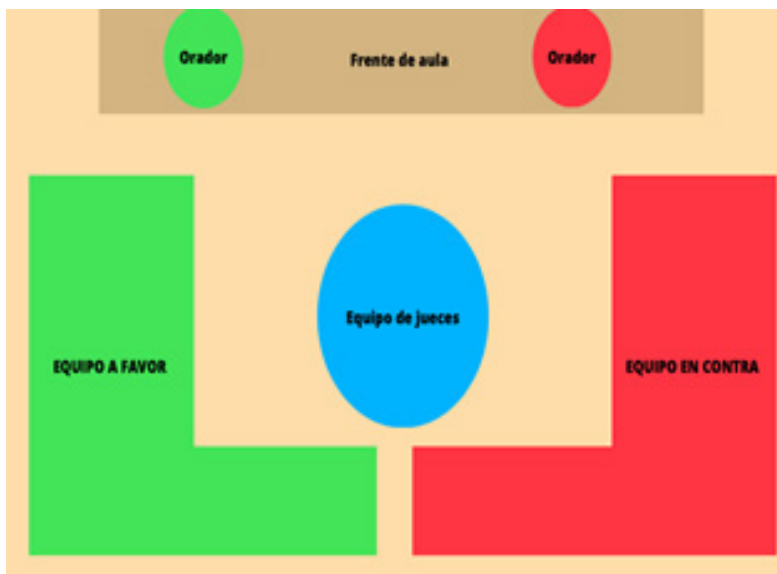 Orador
Frente de aula
Orador
Equipo de jueces
EQUIPO A FAVOR
EQUIPO EN CONTRA